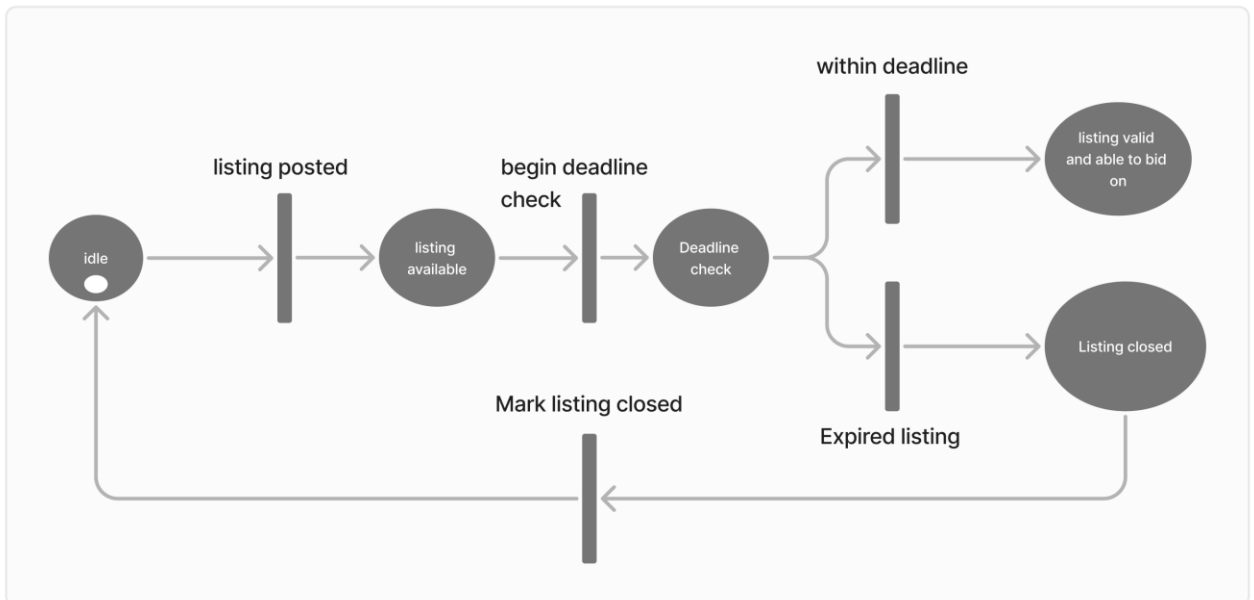 within deadline
listing valid
and able to bid
on
listing posted
begin deadline
check
idle
listing
available
Deadline
check
Listing closed
Mark listing closed
Expired listing